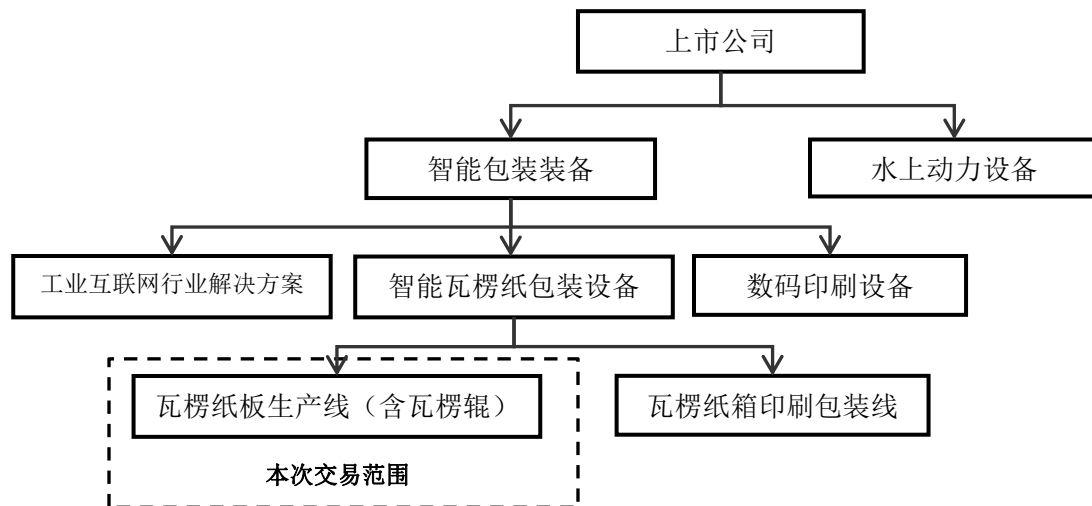 上市公司
智能包装装备
水上动力设备
工业互联网行业解决方案
智能瓦楞纸包装设备
数码印刷设备
瓦楞纸板生产线（含瓦楞辊）
瓦楞纸箱印刷包装线
本次交易范围